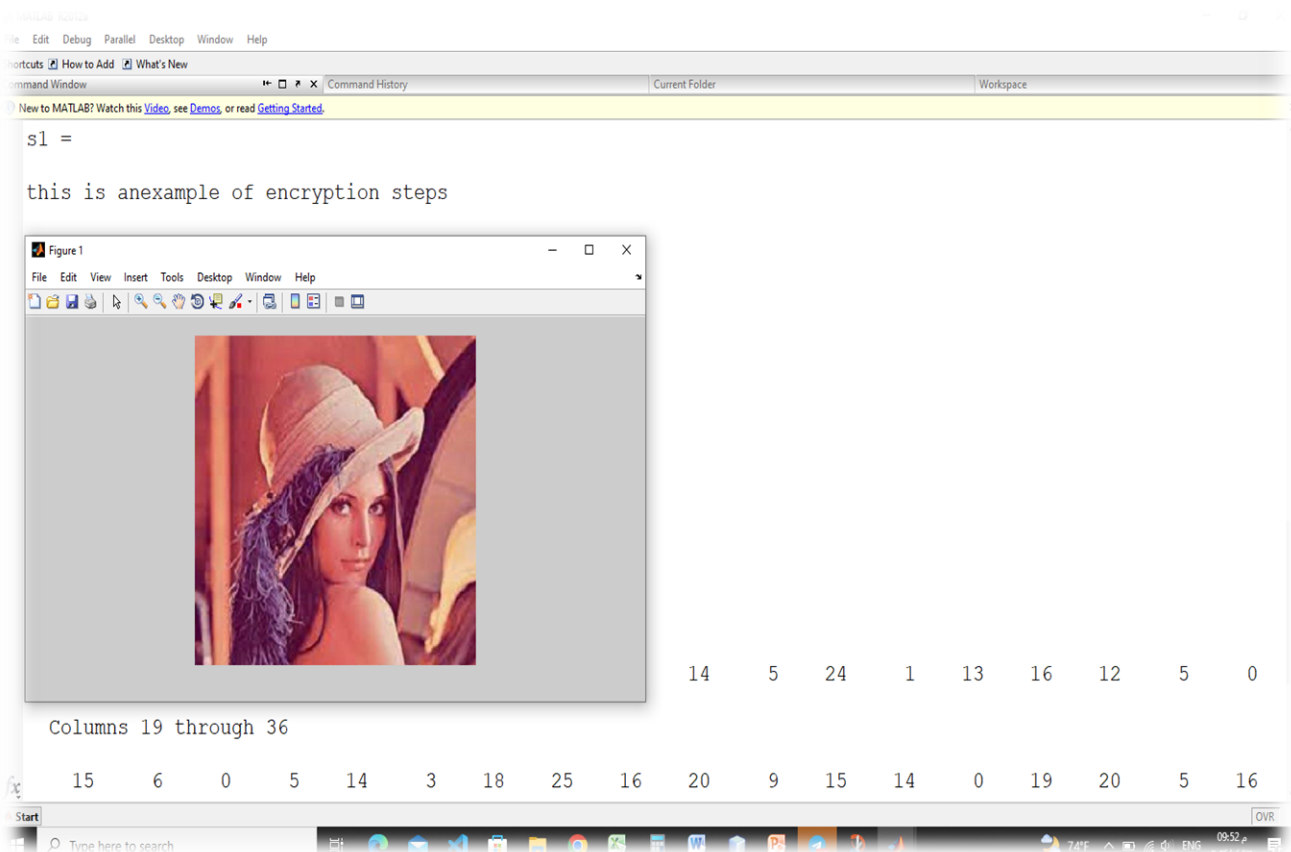 Edit Debug Parallel Desktop Window Help
How to Add What's New
Command Window Command History Current Folder Workspace
New to MATLAB? Watch this Video, see Demos, or read Getting Started.
s1 =
this is anexample of encryption steps
Figure 1
File Edit View Insert Tools Desktop Window Help
14 5 24 1 13 16 12 5 0
Columns 19 through 36
15 6 0 5 14 3 18 25 16 20 9 15 14 0 19 20 5 16
fx
Start OVR
Type here to search 74°F ENG 09:52 م